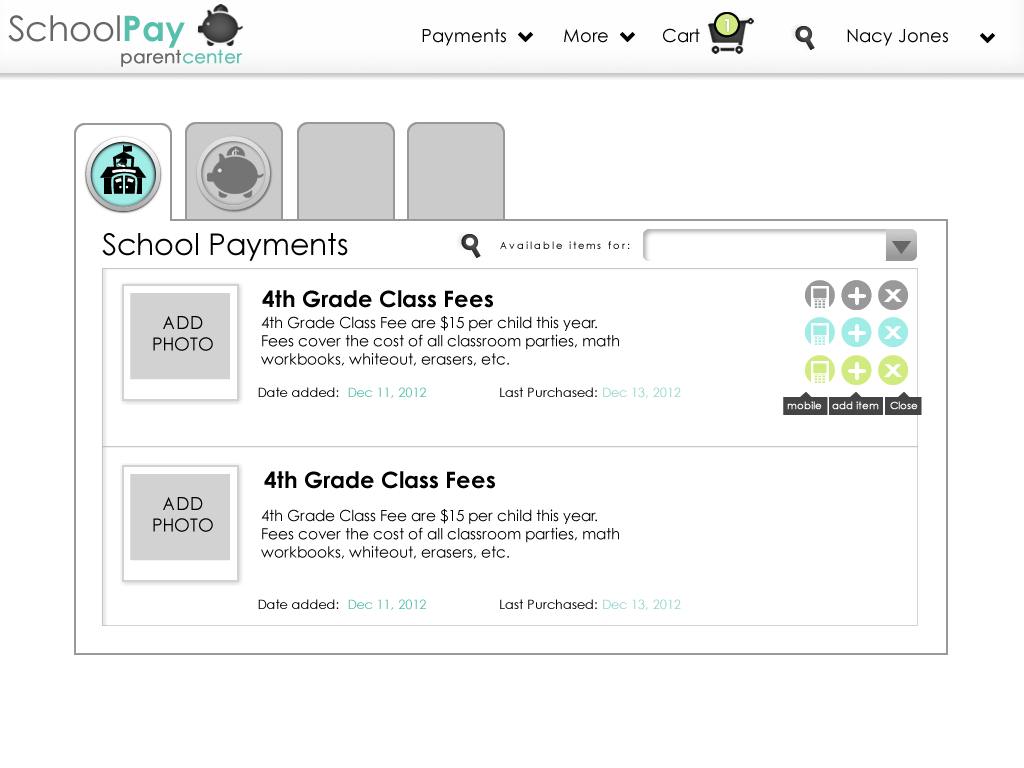 SchoolPay
parentcenter
Payments
More
Cart
1
Nacy Jones
School Payments
Available items for:
ADD
PHOTO
4th Grade Class Fees
4th Grade Class Fee are $15 per child this year.
Fees cover the cost of all classroom parties, math
workbooks, whiteout, erasers, etc.
Date added: Dec 11, 2012
Last Purchased: Dec 13, 2012
mobile
add item
Close
ADD
PHOTO
4th Grade Class Fees
4th Grade Class Fee are $15 per child this year.
Fees cover the cost of all classroom parties, math
workbooks, whiteout, erasers, etc.
Date added: Dec 11, 2012
Last Purchased: Dec 13, 2012